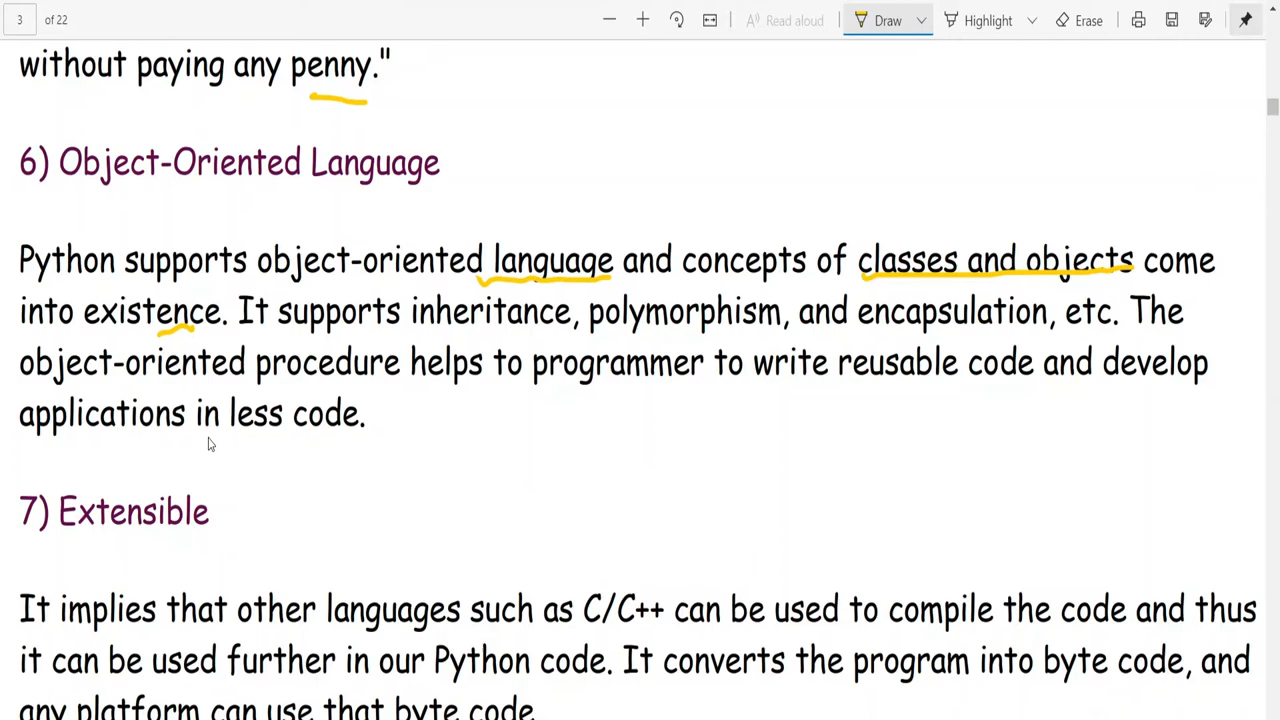 3 of 22 Read aloud Draw Highlight Erase
without paying any penny."
6) Object-Oriented Language
Python supports object-oriented language and concepts of classes and objects come
into existence. It supports inheritance, polymorphism, and encapsulation, etc. The
object-oriented procedure helps to programmer to write reusable code and develop
applications in less code.
7) Extensible
It implies that other languages such as C/C++ can be used to compile the code and thus
it can be used further in our Python code. It converts the program into byte code, and
any platform can use that byte code.